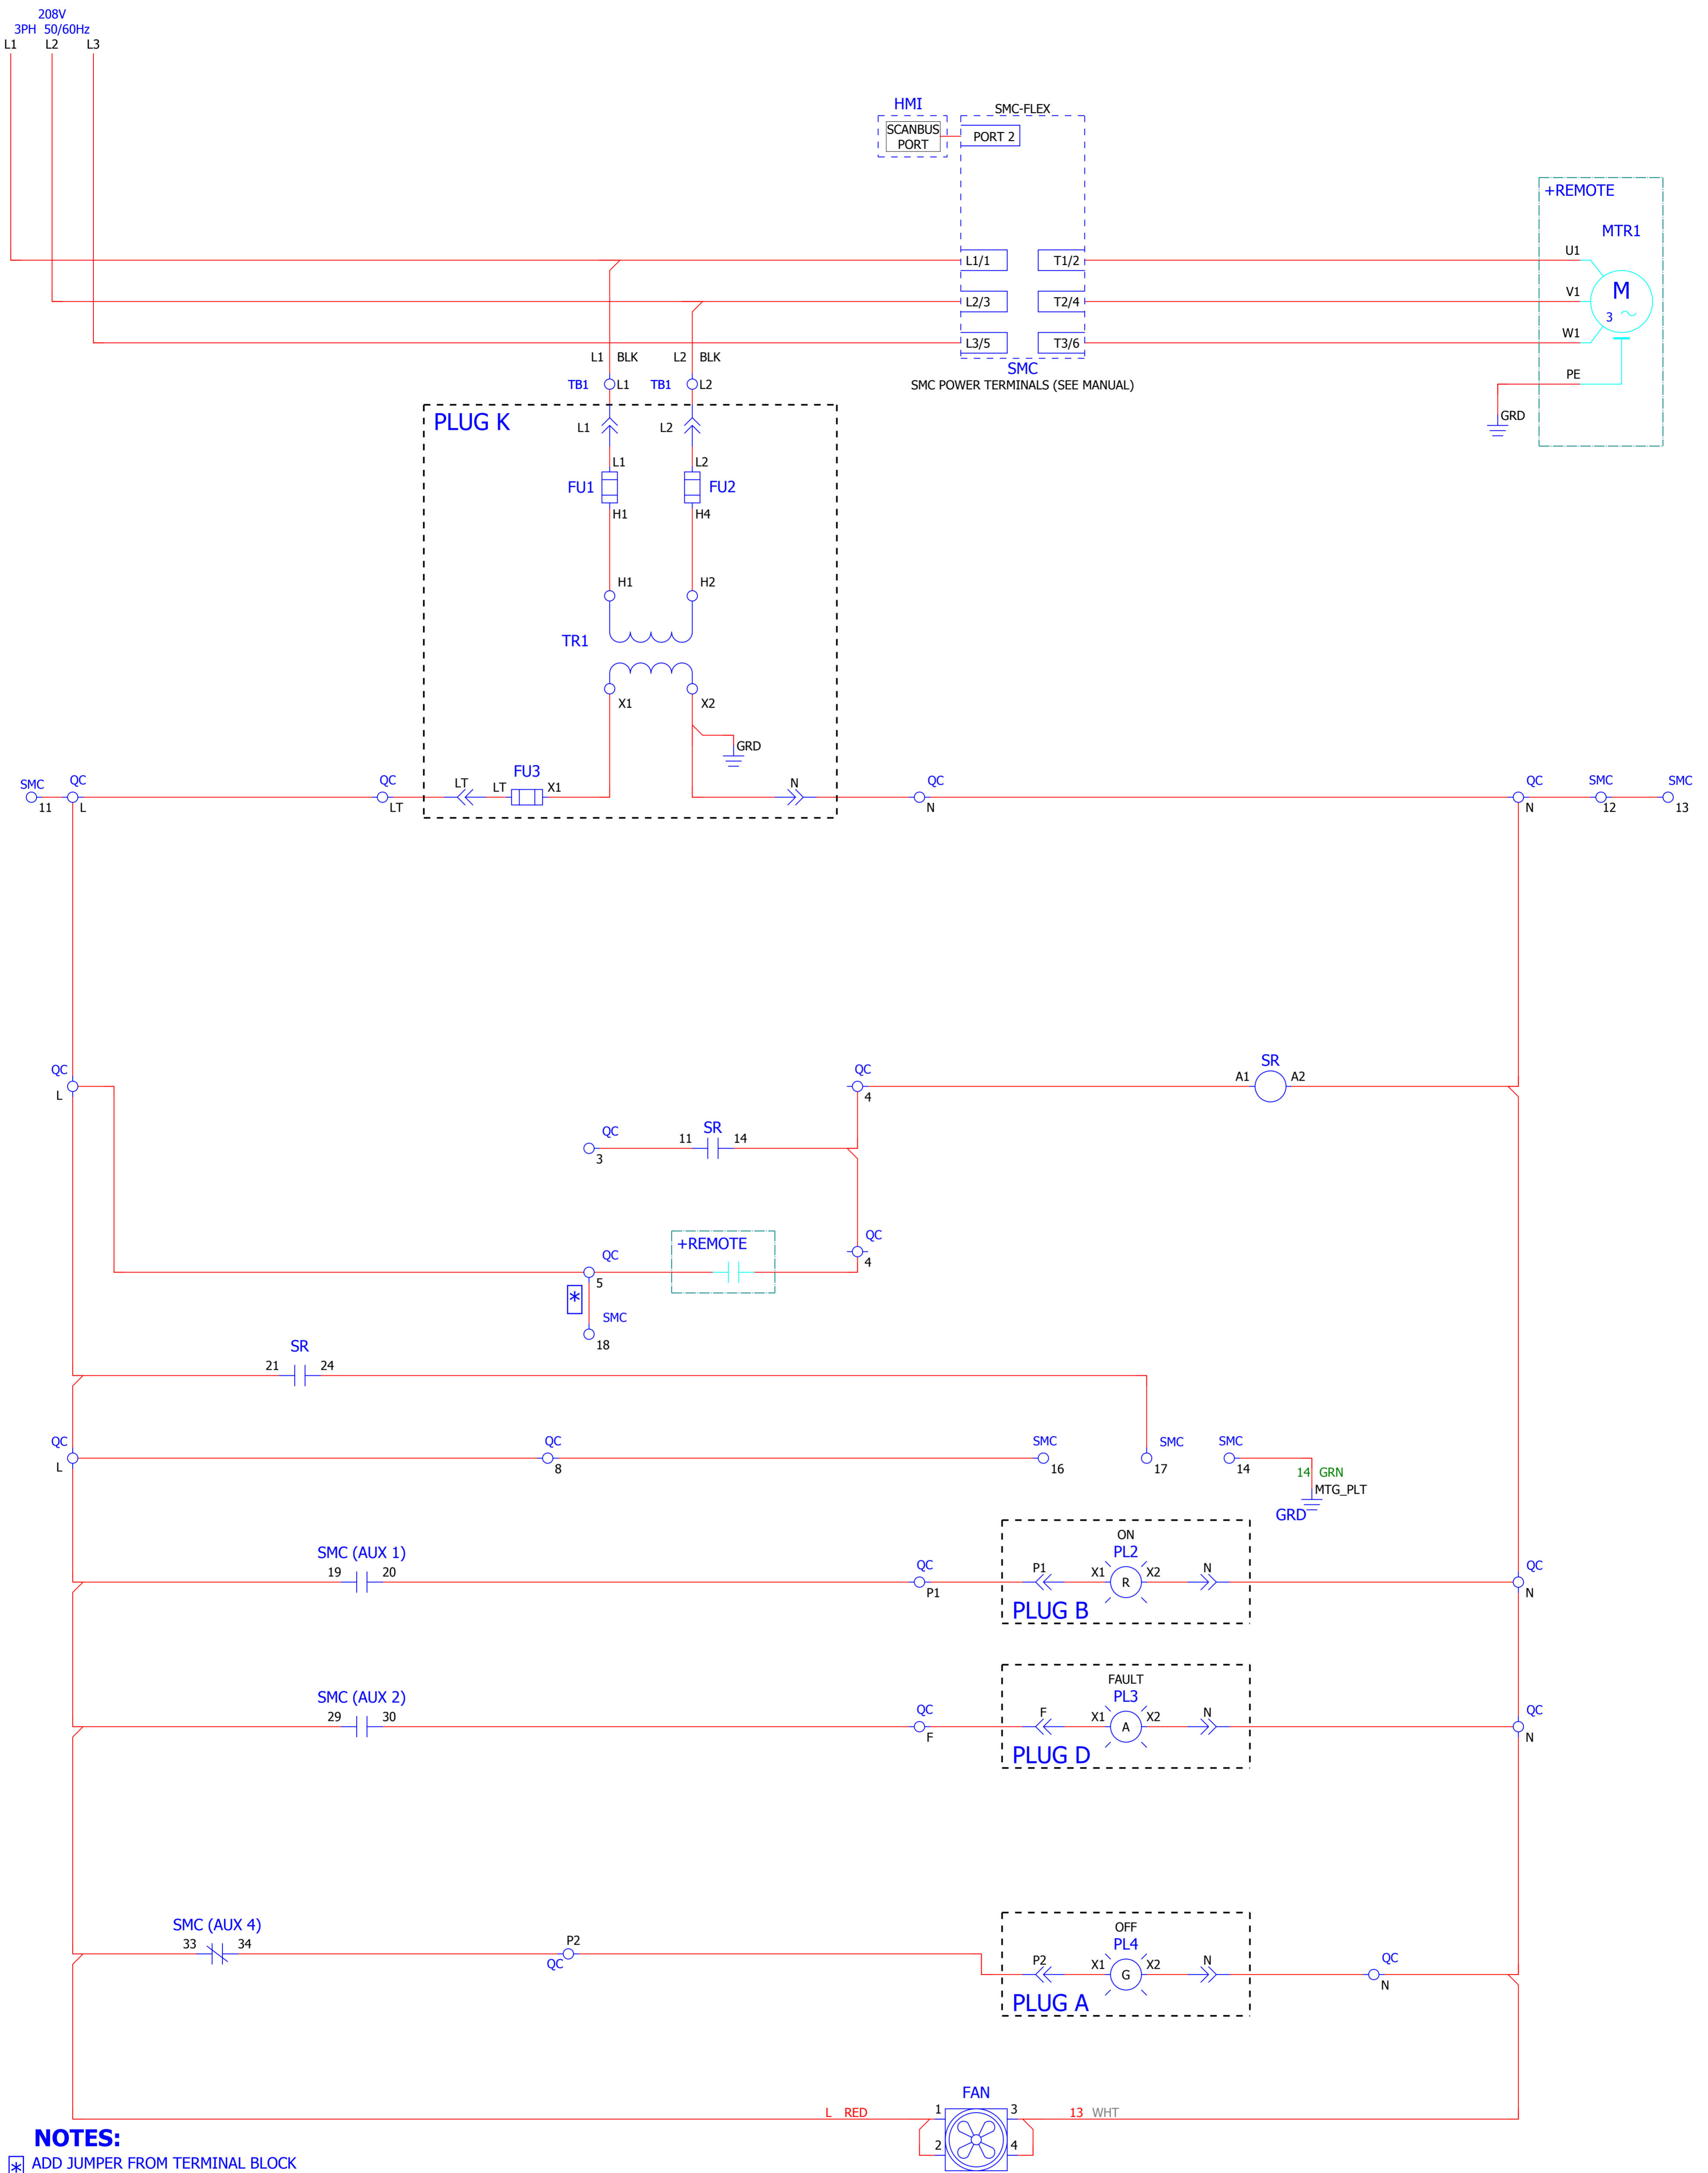 208V
3PH 50/60Hz
L1 L2 L3
HMI
SCANBUS
PORT
SMC-FLEX
PORT 2
+REMOTE
MTR1
L1/1 T1/2 U1
L2/3 T2/4 V1
M
3
L3/5 T3/6 W1
SMC
SMC POWER TERMINALS (SEE MANUAL)
PE
GRD
L1 BLK L2 BLK
TB1 L1 TB1 L2
PLUG K
L1 L2
L1 L2
FU1 FU2
H1 H4
H1 H2
TR1
X1 X2
GRD
SMC QC QC LT LT FU3 X1 N QC QC SMC SMC
11 L LT N N 12 13
QC QC SR
L 4 A1 A2
QC 11 SR 14
3
+REMOTE QC
QC 4
5
*
SMC
18
SR
21 24
QC QC SMC SMC SMC
L 8 16 17 14
14 GRN
MTG_PLT
GRD
ON
SMC (AUX 1) PL2
19 20 QC P1 X1 R X2 N QC
P1 N
PLUG B
FAULT
SMC (AUX 2) PL3
29 30 QC F X1 A X2 N QC
F N
PLUG D
OFF
SMC (AUX 4) PL4
33 34 P2 P2 X1 G X2 N QC
QC N
PLUG A
FAN
L RED 1 3 13 WHT
2 4
NOTES:
* ADD JUMPER FROM TERMINAL BLOCK